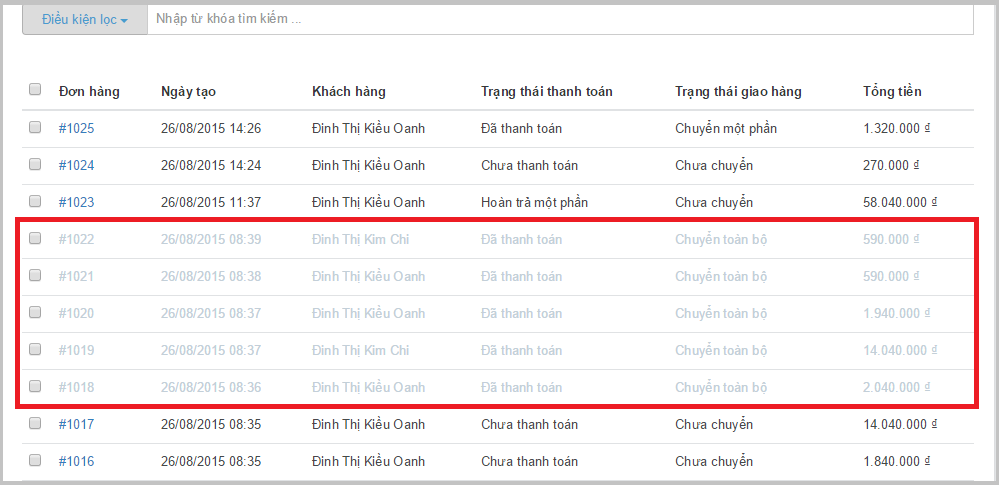 Điều kiện lọc Nhập từ khóa tìm kiếm ...
Đơn hàng Ngày tạo Khách hàng Trạng thái thanh toán Trạng thái giao hàng Tổng tiền
#1025 26/08/2015 14:26 Đinh Thị Kiều Oanh Đã thanh toán Chuyển một phần 1.320.000 ₫
#1024 26/08/2015 14:24 Đinh Thị Kiều Oanh Chưa thanh toán Chưa chuyển 270.000 ₫
#1023 26/08/2015 11:37 Đinh Thị Kiều Oanh Hoàn trả một phần Chưa chuyển 58.040.000 ₫
#1022 26/08/2015 08:39 Đinh Thị Kim Chi Đã thanh toán Chuyển toàn bộ 590.000 ₫
#1021 26/08/2015 08:38 Đinh Thị Kiều Oanh Đã thanh toán Chuyển toàn bộ 590.000 ₫
#1020 26/08/2015 08:37 Đinh Thị Kiều Oanh Đã thanh toán Chuyển toàn bộ 1.940.000 ₫
#1019 26/08/2015 08:37 Đinh Thị Kim Chi Đã thanh toán Chuyển toàn bộ 14.040.000 ₫
#1018 26/08/2015 08:36 Đinh Thị Kiều Oanh Đã thanh toán Chuyển toàn bộ 2.040.000 ₫
#1017 26/08/2015 08:35 Đinh Thị Kiều Oanh Chưa thanh toán Chưa chuyển 14.040.000 ₫
#1016 26/08/2015 08:35 Đinh Thị Kiều Oanh Chưa thanh toán Chưa chuyển 1.840.000 ₫